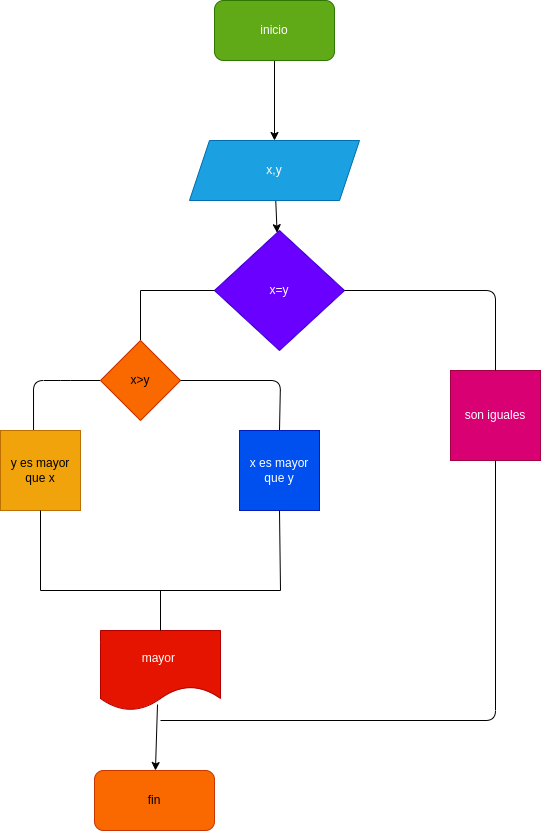 inicio
x,y
x=y
x>y
son iguales
y es mayor
que x
x es mayor
que y
mayor
fin